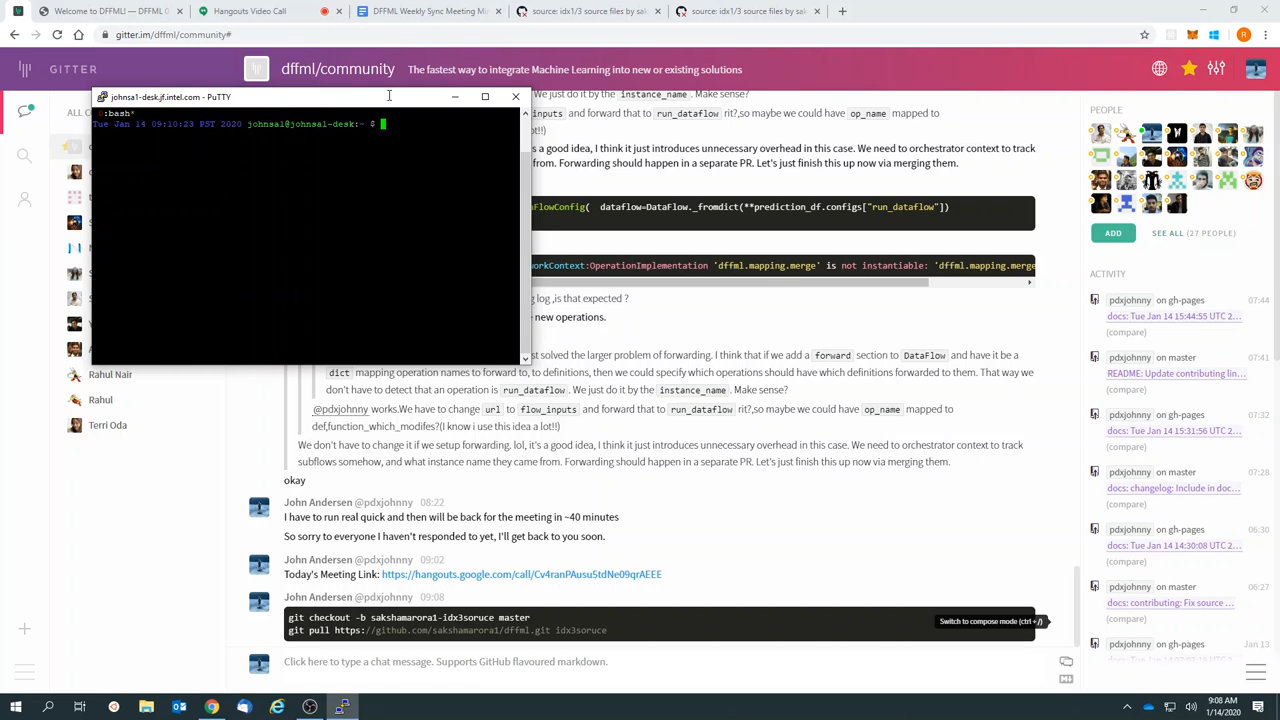 DFFML — Welcome to DFFML! — D
Hangouts Video Call
DFFML Weekly Sync Meeting Min
source: idx1/3 source files by sak
source: idx1/3 source files by sak
gitter.im/dffml/community#
GITTER
dffml/community
The fastest way to integrate Machine Learning into new or existing solutions
johnsa1-desk.jf.intel.com - PuTTY
0:bash*
Tue Jan 14 09:10:23 PST 2020 johnsa1@johnsa1-desk:~ $
ALL C
Rahul Nair
Rahul
Terri Oda
We just do it by the instance_name. Make sense?
inputs and forward that to run_dataflow rit?,so maybe we could have op_name mapped to
ot!!)
s a good idea, I think it just introduces unnecessary overhead in this case. We need to orchestrator context to track
from. Forwarding should happen in a separate PR. Let's just finish this up now via merging them.
aFlowConfig( dataflow=DataFlow._fromdict(**prediction_df.configs["run_dataflow"])
workContext:OperationImplementation 'dffml.mapping.merge' is not instantiable: 'dffml.mapping.merge
g log ,is that expected ?
e new operations.
st solved the larger problem of forwarding. I think that if we add a forward section to DataFlow and have it be a
dict mapping operation names to forward to, to definitions, then we could specify which operations should have which definitions forwarded to them. That way we
don't have to detect that an operation is run_dataflow. We just do it by the instance_name. Make sense?
@pdxjohnny works.We have to change url to flow_inputs and forward that to run_dataflow rit?,so maybe we could have op_name mapped to
def,function_which_modifes?(I know i use this idea a lot!!)
We don't have to change it if we setup forwarding. lol, it's a good idea, I think it just introduces unnecessary overhead in this case. We need to orchestrator context to track
subflows somehow, and what instance name they came from. Forwarding should happen in a separate PR. Let's just finish this up now via merging them.
okay
John Andersen @pdxjohnny 08:22
I have to run real quick and then will be back for the meeting in ~40 minutes
So sorry to everyone I haven't responded to yet, I'll get back to you soon.
John Andersen @pdxjohnny 09:02
Today's Meeting Link: https://hangouts.google.com/call/Cv4ranPAusu5tdNe09qrAEEE
John Andersen @pdxjohnny 09:08
git checkout -b sakshamarora1-idx3soruce master
git pull https://github.com/sakshamarora1/dffml.git idx3soruce
Switch to compose mode (ctrl + /)
Click here to type a chat message. Supports GitHub flavoured markdown.
PEOPLE
ADD
SEE ALL (27 PEOPLE)
ACTIVITY
pdxjohnny on gh-pages 07:44
docs: Tue Jan 14 15:44:55 UTC 2...
(compare)
pdxjohnny on master 07:41
README: Update contributing lin...
(compare)
pdxjohnny on gh-pages 07:32
docs: Tue Jan 14 15:31:56 UTC 2...
(compare)
pdxjohnny on master 07:28
docs: changelog: Include in doc...
(compare)
pdxjohnny on gh-pages 06:30
docs: Tue Jan 14 14:30:08 UTC 2...
(compare)
pdxjohnny on master 06:27
docs: contributing: Fix source ...
(compare)
pdxjohnny on gh-pages Jan 13
9:08 AM
1/14/2020